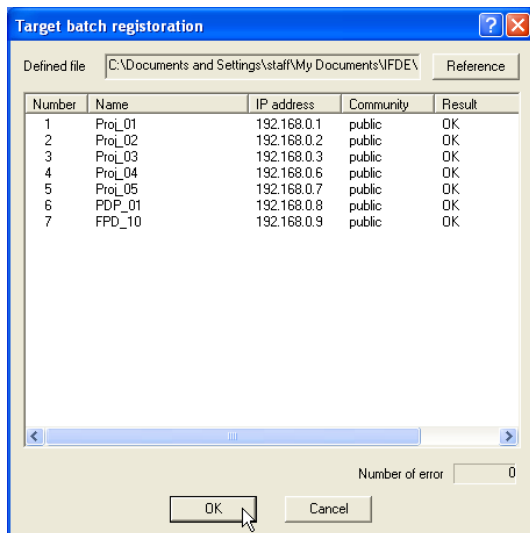 Target batch registoration
Defined file C:\Documents and Settings\staff\My Documents\IFDE\ Reference
Number Name IP address Community Result
1 Proj_01 192.168.0.1 public OK
2 Proj_02 192.168.0.2 public OK
3 Proj_03 192.168.0.3 public OK
4 Proj_04 192.168.0.6 public OK
5 Proj_05 192.168.0.7 public OK
6 PDP_01 192.168.0.8 public OK
7 FPD_10 192.168.0.9 public OK
Number of error 0
OK Cancel